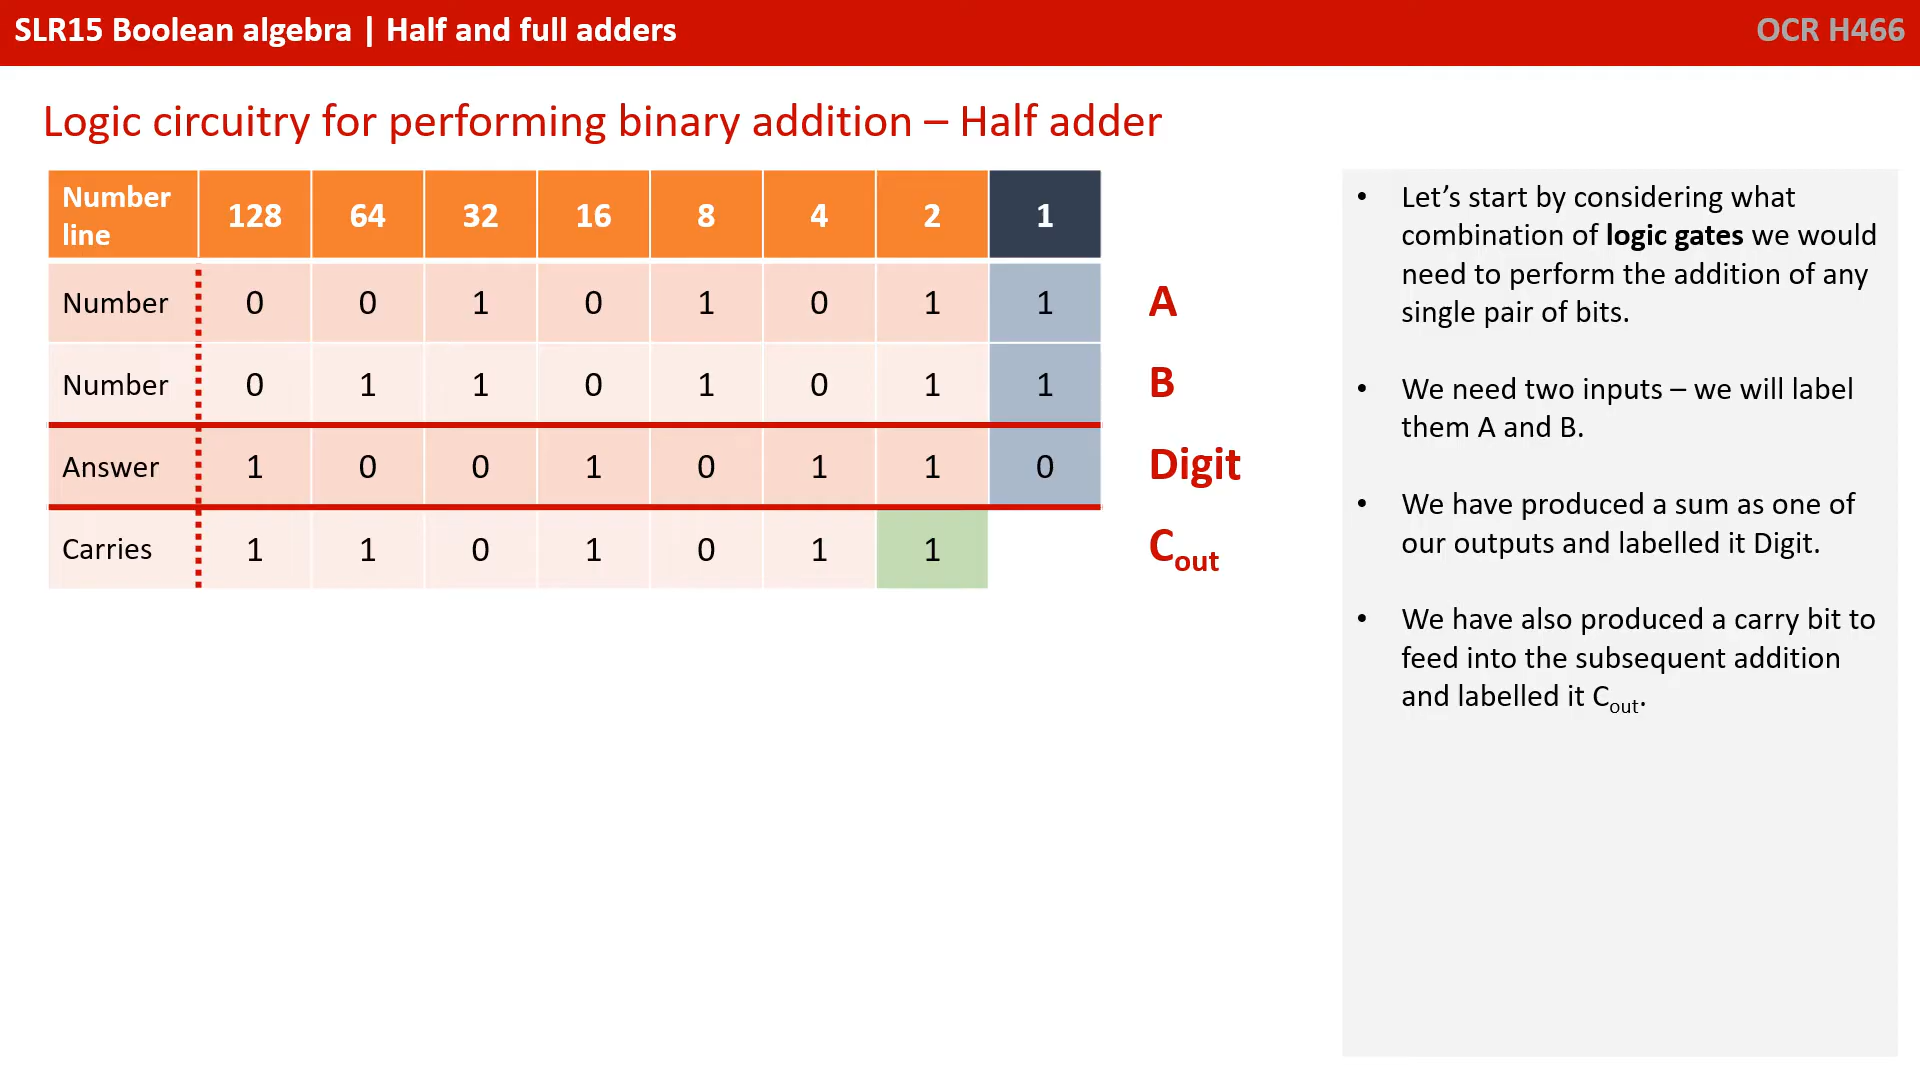 SLR15 Boolean algebra | Half and full adders
OCR H466
Logic circuitry for performing binary addition – Half adder
Number line 128 64 32 16 8 4 2 1
Number 0 0 1 0 1 0 1 1 A
Number 0 1 1 0 1 0 1 1 B
Answer 1 0 0 1 0 1 1 0 Digit
Carries 1 1 0 1 0 1 1 Cout
• Let’s start by considering what
combination of logic gates we would
need to perform the addition of any
single pair of bits.
• We need two inputs – we will label
them A and B.
• We have produced a sum as one of
our outputs and labelled it Digit.
• We have also produced a carry bit to
feed into the subsequent addition
and labelled it Cout.